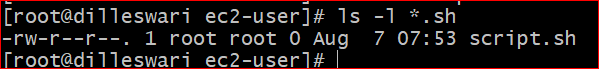 [root@dilleswari ec2-user]# ls -l *.sh
-rw-r--r--. 1 root root 0 Aug  7 07:53 script.sh
[root@dilleswari ec2-user]#